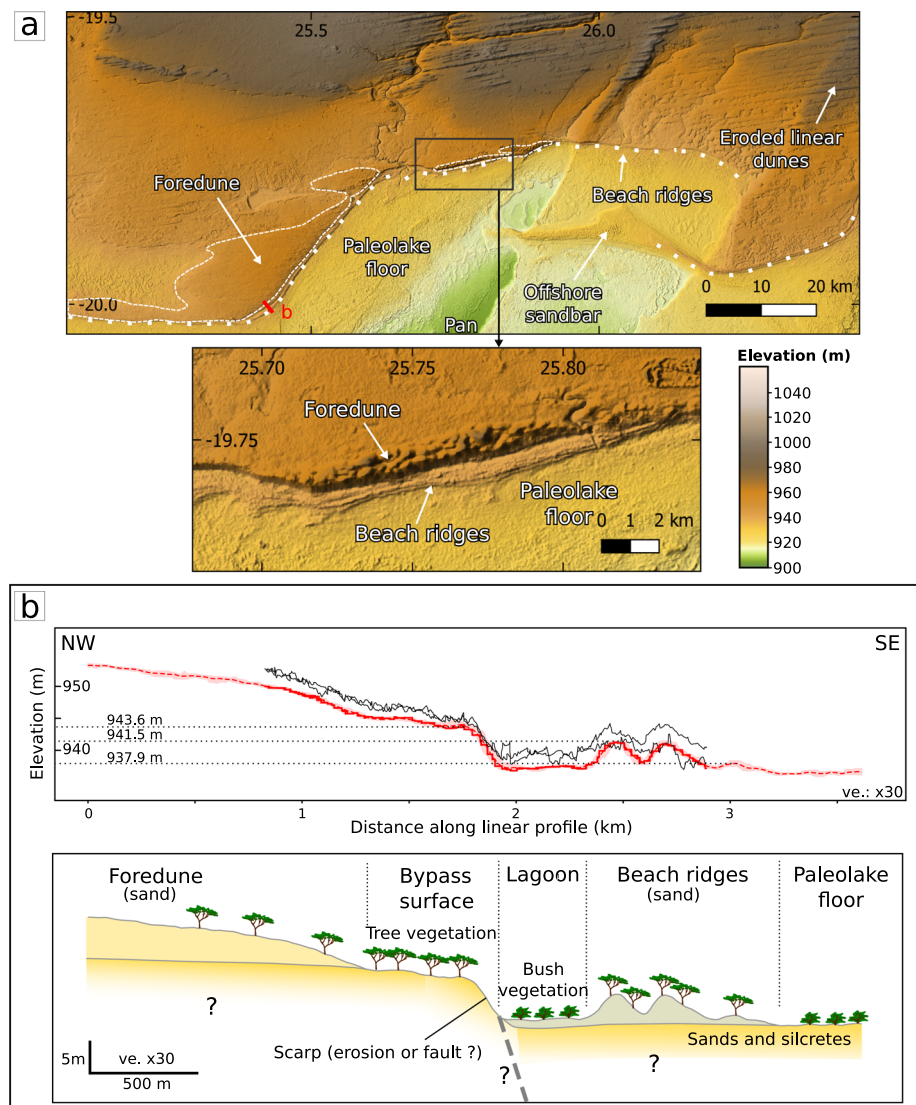 a
-19.5
25.5
26.0
Eroded linear
dunes
Foredune
Beach ridges
Paleolake
floor
-20.0
b
Offshore
sandbar
0 10 20 km
Pan
25.70
25.75
25.80
Foredune
-19.75
Paleolake
floor
Beach ridges
0 1 2 km
Elevation (m)
1040
1020
1000
980
960
940
920
900
b
NW
SE
Elevation (m)
950
943.6 m
941.5 m
940
937.9 m
ve.: x30
0 1 2 3
Distance along linear profile (km)
Foredune
(sand)
Bypass
surface
Lagoon
Beach ridges
(sand)
Paleolake
floor
Tree vegetation
Bush
vegetation
?
Scarp (erosion or fault ?)
Sands and silcretes
?
?
5m
ve. x30
500 m